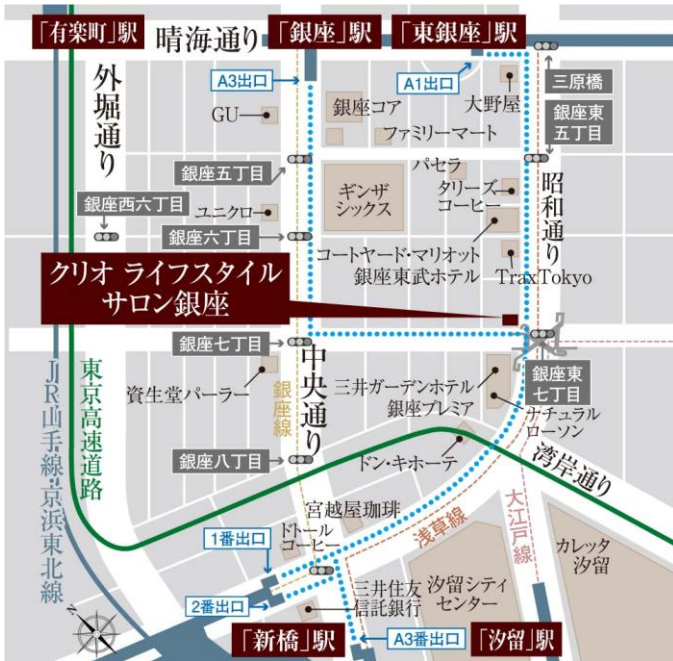 「有楽町」駅
晴海通り
「銀座」駅
「東銀座」駅
外堀通り
A3出口
A1出口
三原橋
GU
銀座コア
大野屋
ファミリーマート
銀座東
五丁目
銀座五丁目
パセラ
昭和通り
銀座西六丁目
ユニクロ
ギンザ
シックス
タリーズ
コーヒー
銀座六丁目
コートヤード・マリオット
銀座東武ホテル
TraxTokyo
クリオ ライフスタイル
サロン銀座
銀座七丁目
中央通り
資生堂パーラー
銀座線
三井ガーデンホテル
銀座プレミア
銀座東
七丁目
ナチュラル
ローソン
東京高速道路
JR山手線・京浜東北線
銀座八丁目
ドン・キホーテ
湾岸通り
宮越屋珈琲
浅草線
大江戸線
1番出口
ドトール
コーヒー
カレッタ
汐留
2番出口
三井住友
信託銀行
汐留シティ
センター
「新橋」駅
A3番出口
「汐留」駅
N